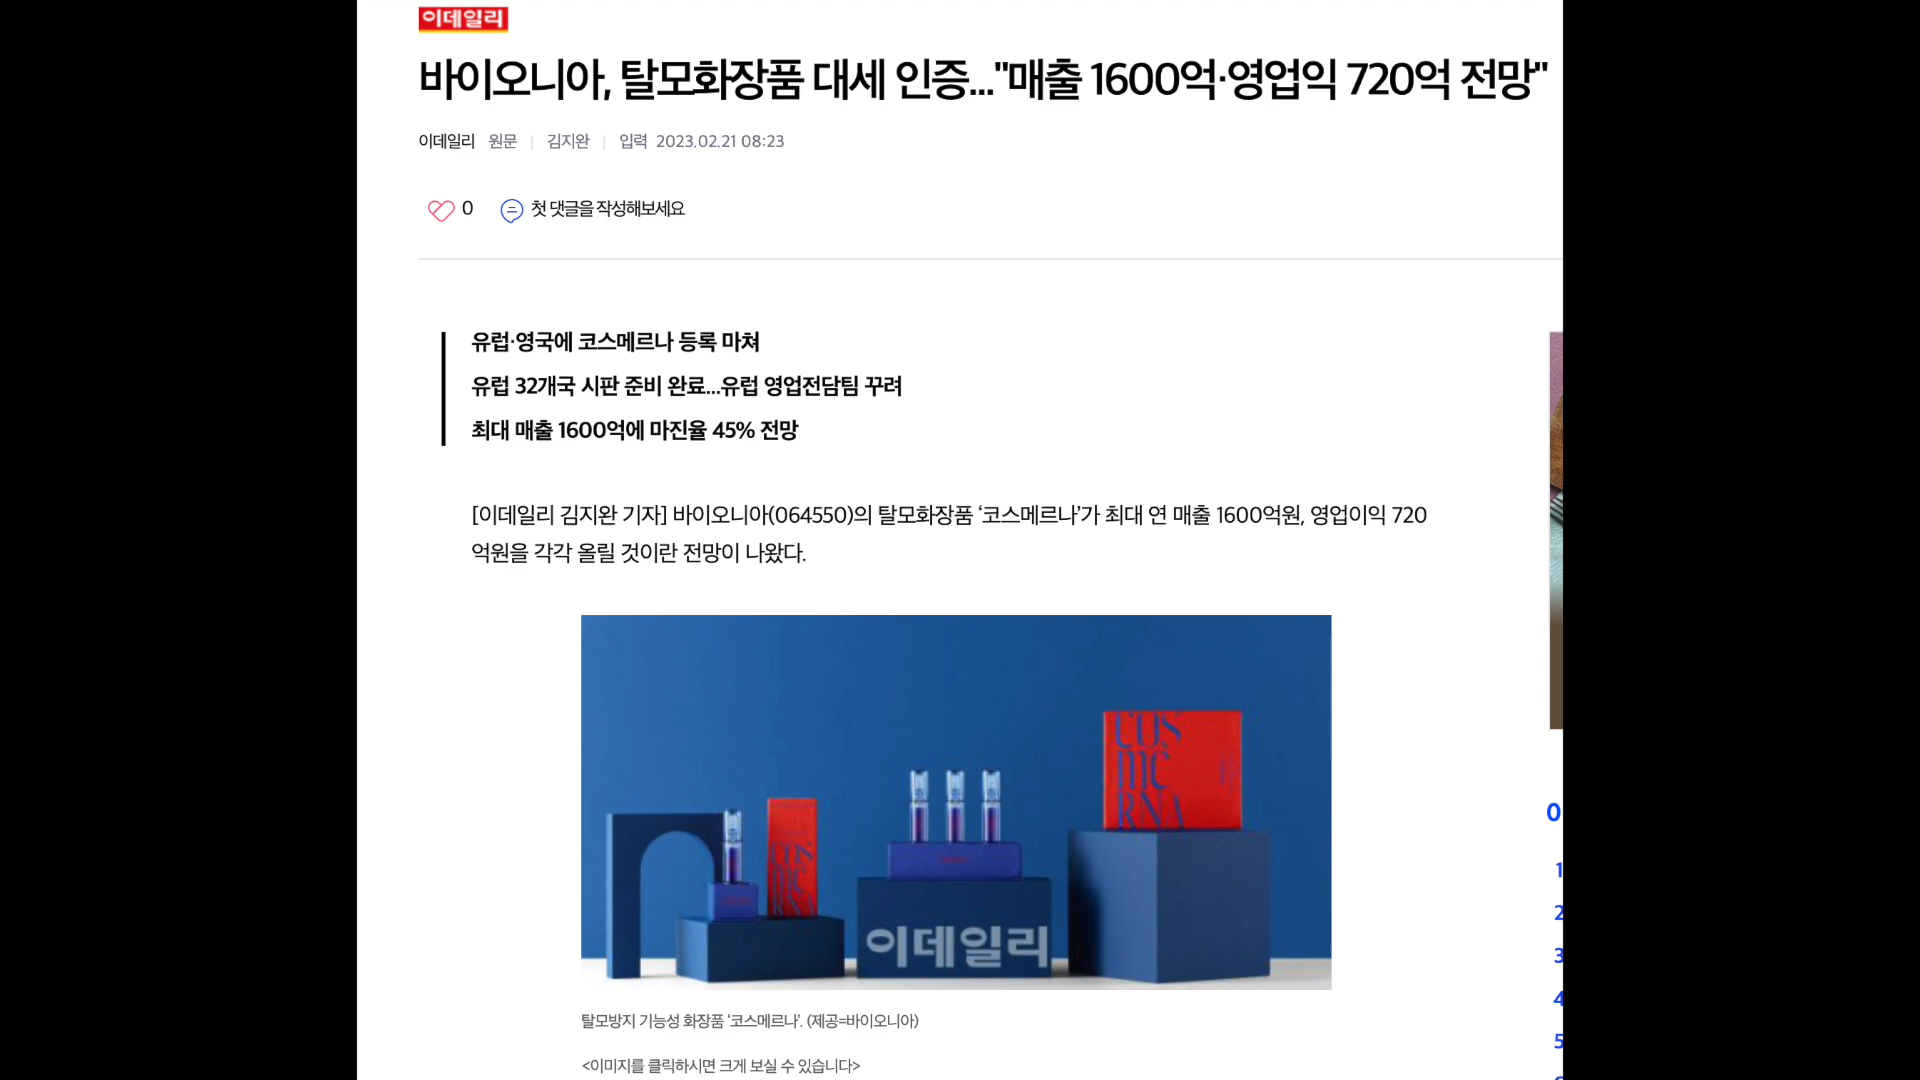 이데일리
바이오니아, 탈모화장품 대세 인증..."매출 1600억·영업익 720억 전망"
이데일리 원문 | 김지완 | 입력 2023.02.21 08:23
0 첫 댓글을 작성해보세요
유럽·영국에 코스메르나 등록 마쳐
유럽 32개국 시판 준비 완료...유럽 영업전담팀 꾸려
최대 매출 1600억에 마진율 45% 전망
[이데일리 김지완 기자] 바이오니아(064550)의 탈모화장품 ‘코스메르나’가 최대 연 매출 1600억원, 영업이익 720
억원을 각각 올릴 것이란 전망이 나왔다.
COS
mc
RNA
COS
mc
RNA
이데일리
탈모방지 기능성 화장품 ‘코스메르나’. (제공=바이오니아)
<이미지를 클릭하시면 크게 보실 수 있습니다>
0
1
2
3
4
5